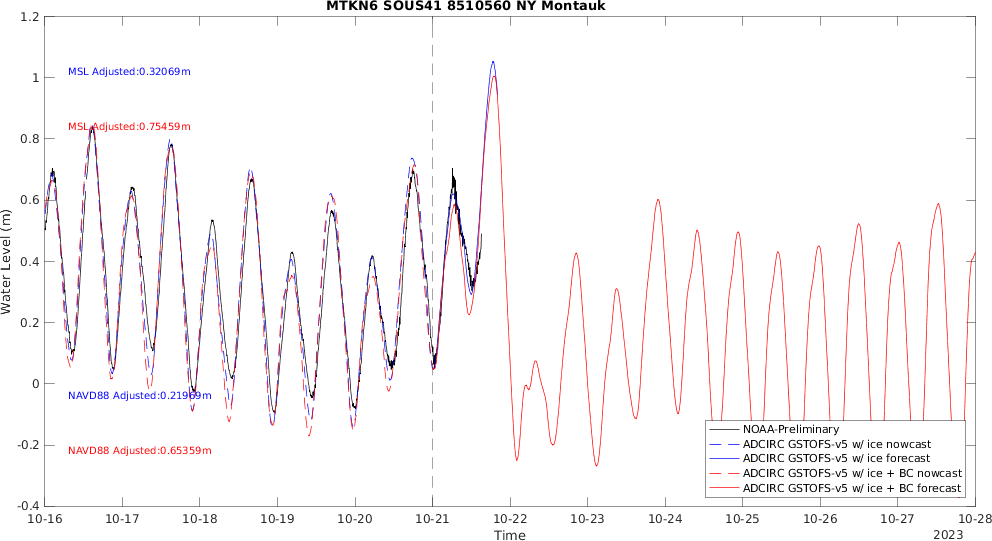 MTKN6 SOUS41 8510560 NY Montauk
1.2
1
0.8
0.6
0.4
0.2
0
-0.2
-0.4
Water Level (m)
MSL Adjusted:0.32069m
MSL Adjusted:0.75459m
NAVD88 Adjusted:0.21969m
NAVD88 Adjusted:0.65359m
NOAA-Preliminary
ADCIRC GSTOFS-v5 w/ ice nowcast
ADCIRC GSTOFS-v5 w/ ice forecast
ADCIRC GSTOFS-v5 w/ ice + BC nowcast
ADCIRC GSTOFS-v5 w/ ice + BC forecast
10-16 10-17 10-18 10-19 10-20 10-21 10-22 10-23 10-24 10-25 10-26 10-27 10-28
Time
2023